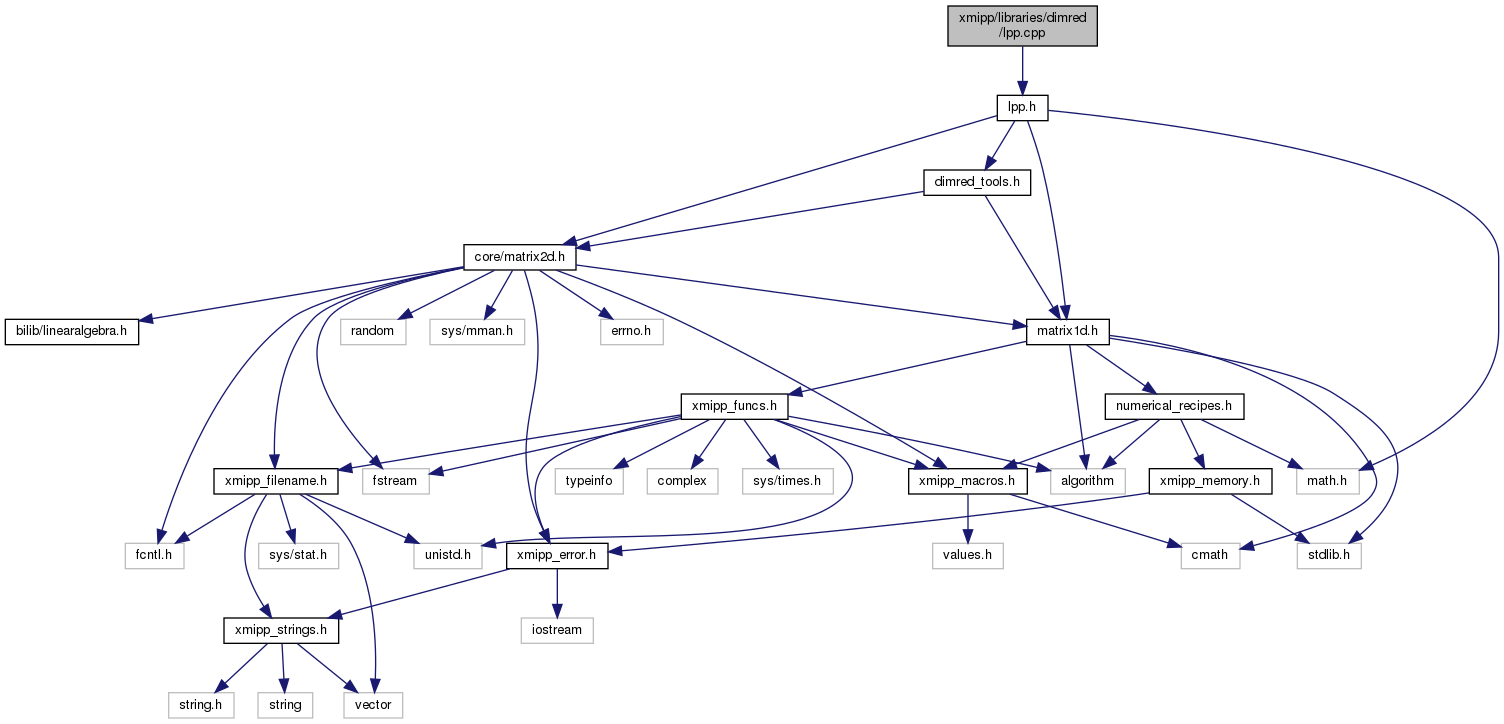 xmipp/libraries/dimred
/lpp.cpp
lpp.h
dimred_tools.h
core/matrix2d.h
bilib/linearalgebra.h
random
sys/mman.h
errno.h
matrix1d.h
xmipp_funcs.h
numerical_recipes.h
xmipp_filename.h
fstream
typeinfo
complex
sys/times.h
xmipp_macros.h
algorithm
xmipp_memory.h
math.h
fcntl.h
sys/stat.h
unistd.h
xmipp_error.h
values.h
cmath
stdlib.h
xmipp_strings.h
iostream
string.h
string
vector